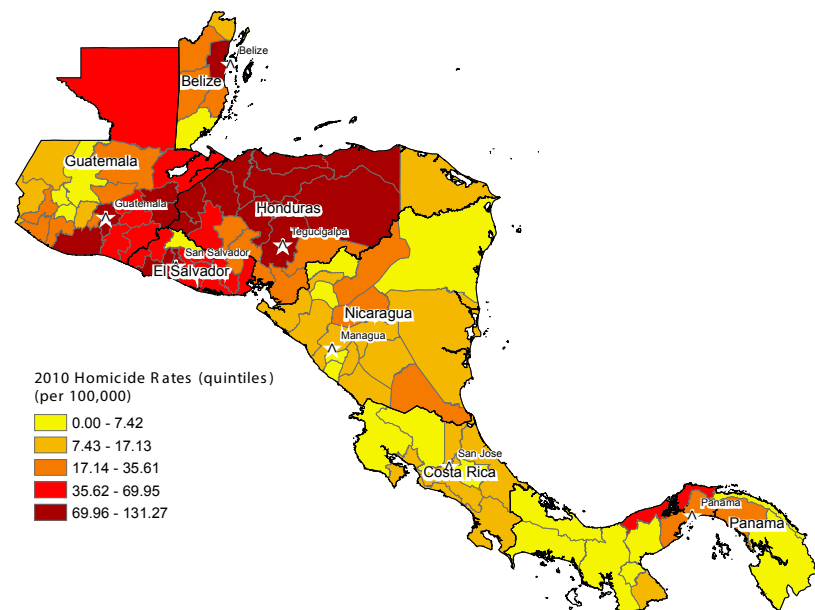 Belize
Belize
Guatemala
Guatemala
Honduras
Tegucigalpa
San Salvador
El Salvador
Nicaragua
Managua
2010 Homicide Rates (quintiles)
(per 100,000)
0.00 - 7.42
7.43 - 17.13
17.14 - 35.61
35.62 - 69.95
69.96 - 131.27
San Jose
Costa Rica
Panama
Panama